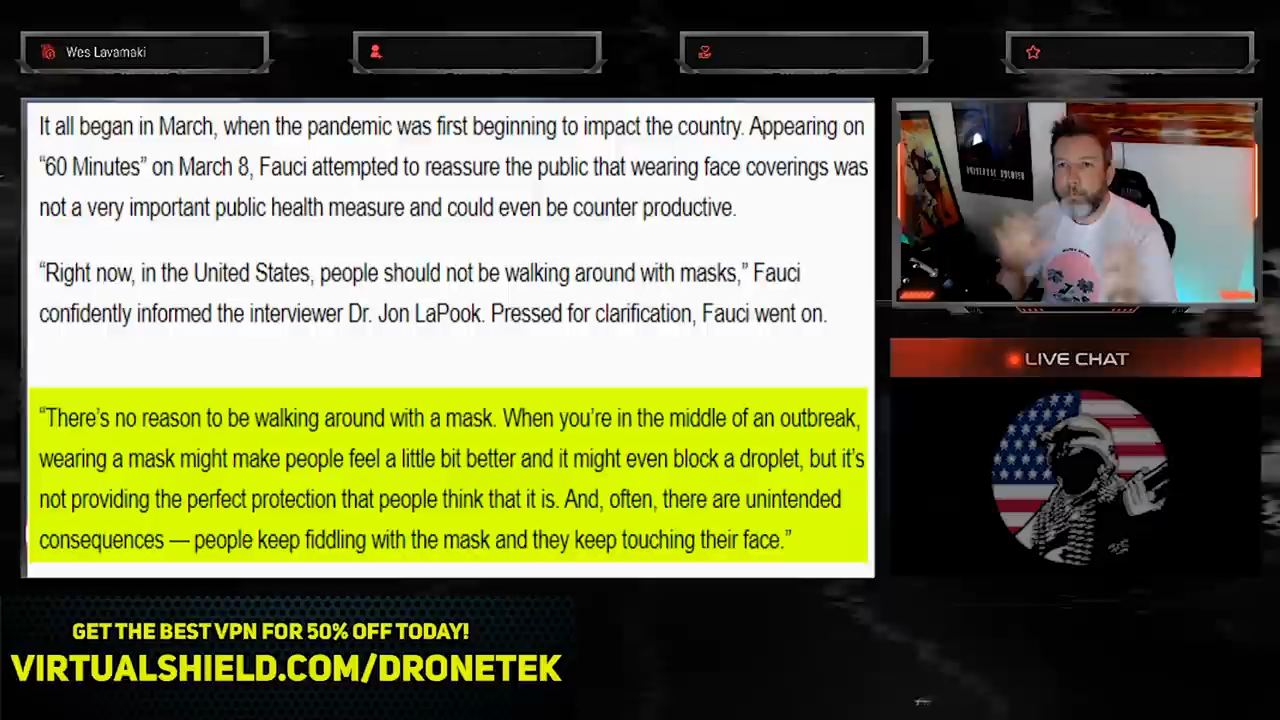 Wes Lavamaki
It all began in March, when the pandemic was first beginning to impact the country. Appearing on
“60 Minutes” on March 8, Fauci attempted to reassure the public that wearing face coverings was
not a very important public health measure and could even be counter productive.
“Right now, in the United States, people should not be walking around with masks,” Fauci
confidently informed the interviewer Dr. Jon LaPook. Pressed for clarification, Fauci went on.
“There’s no reason to be walking around with a mask. When you’re in the middle of an outbreak,
wearing a mask might make people feel a little bit better and it might even block a droplet, but it’s
not providing the perfect protection that people think that it is. And, often, there are unintended
consequences — people keep fiddling with the mask and they keep touching their face.”
UNIVERSAL SOLDIER
LIVE CHAT
GET THE BEST VPN FOR 50% OFF TODAY!
VIRTUALSHIELD.COM/DRONETEK